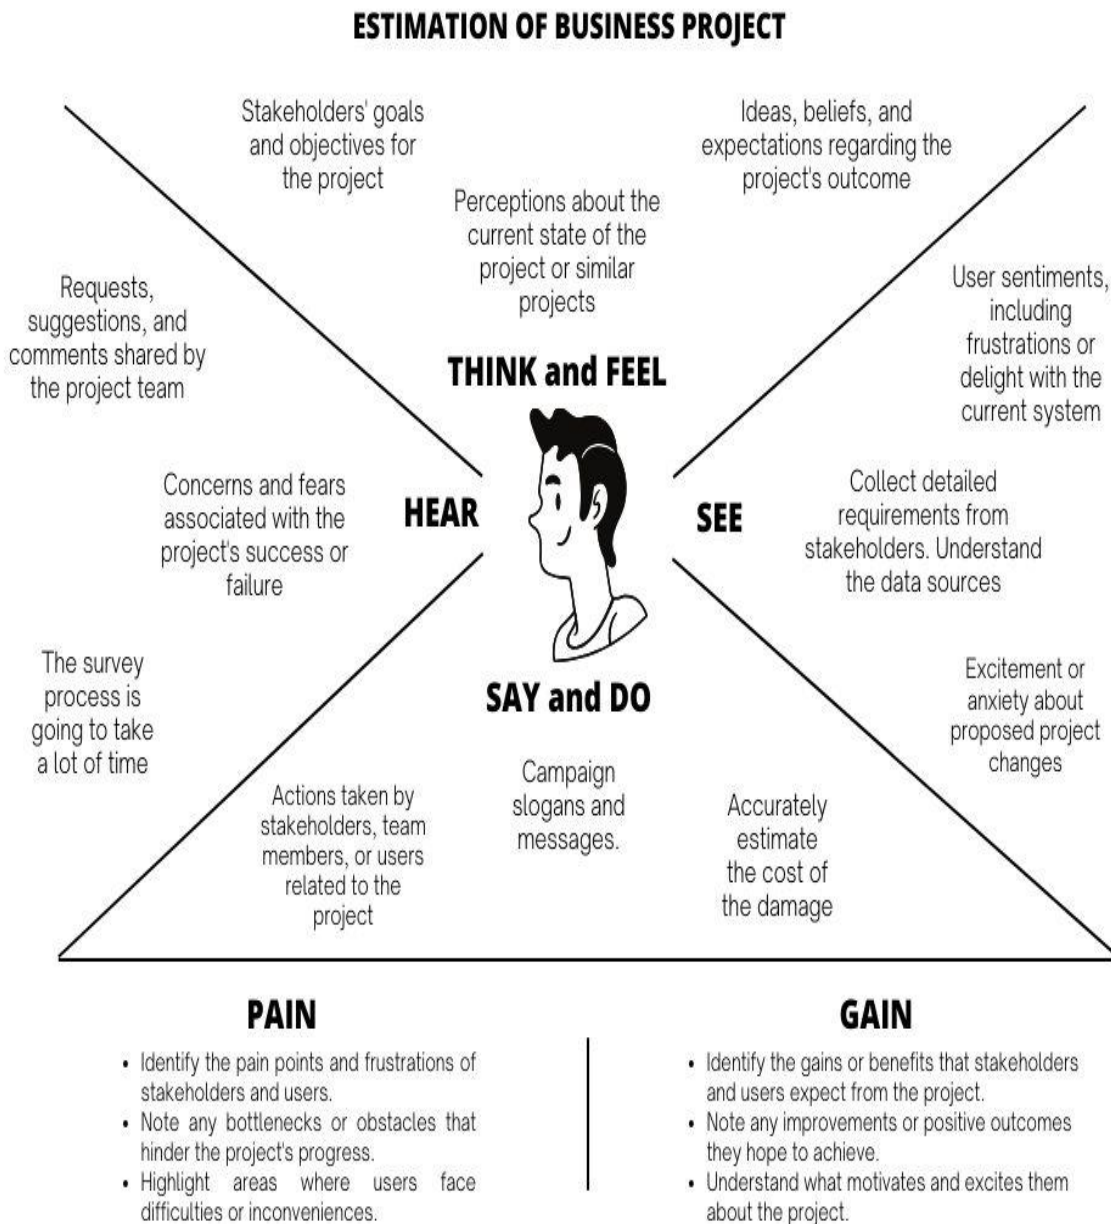 ESTIMATION OF BUSINESS PROJECT
Stakeholders' goals
and objectives for
the project
Perceptions about the
current state of the
project or similar
projects
Ideas, beliefs, and
expectations regarding the
project's outcome
THINK and FEEL
Requests,
suggestions, and
comments shared by
the project team
Concerns and fears
associated with the
project's success or
failure
The survey
process is
going to take
a lot of time
HEAR
SEE
User sentiments,
including
frustrations or
delight with the
current system
Collect detailed
requirements from
stakeholders. Understand
the data sources
Excitement or
anxiety about
proposed project
changes
SAY and DO
Actions taken by
stakeholders, team
members, or users
related to the
project
Campaign
slogans and
messages.
Accurately
estimate
the cost of
the damage
PAIN
• Identify the pain points and frustrations of
stakeholders and users.
• Note any bottlenecks or obstacles that
hinder the project's progress.
• Highlight areas where users face
difficulties or inconveniences.
GAIN
• Identify the gains or benefits that stakeholders
and users expect from the project.
• Note any improvements or positive outcomes
they hope to achieve.
• Understand what motivates and excites them
about the project.